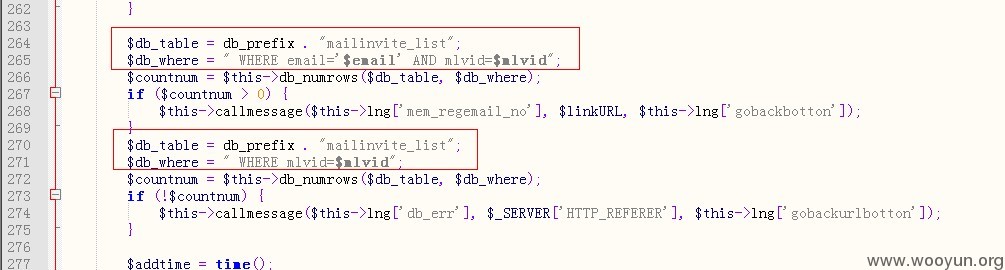 262 }
263
264 $db_table = db_prefix . "mailinvite_list";
265 $db_where = " WHERE email='$email' AND mlvid=$mlvid";
266 $countnum = $this->db_numrows($db_table, $db_where);
267 if ($countnum > 0) {
268 $this->callmessage($this->lng['mem_regemail_no'], $linkURL, $this->lng['gobackbotton']);
269 }
270 $db_table = db_prefix . "mailinvite_list";
271 $db_where = " WHERE mlvid=$mlvid";
272 $countnum = $this->db_numrows($db_table, $db_where);
273 if (!$countnum) {
274 $this->callmessage($this->lng['db_err'], $_SERVER['HTTP_REFERER'], $this->lng['gobackurlbotton']);
275 }
276
277 $addtime = time();
www.wooyun.org